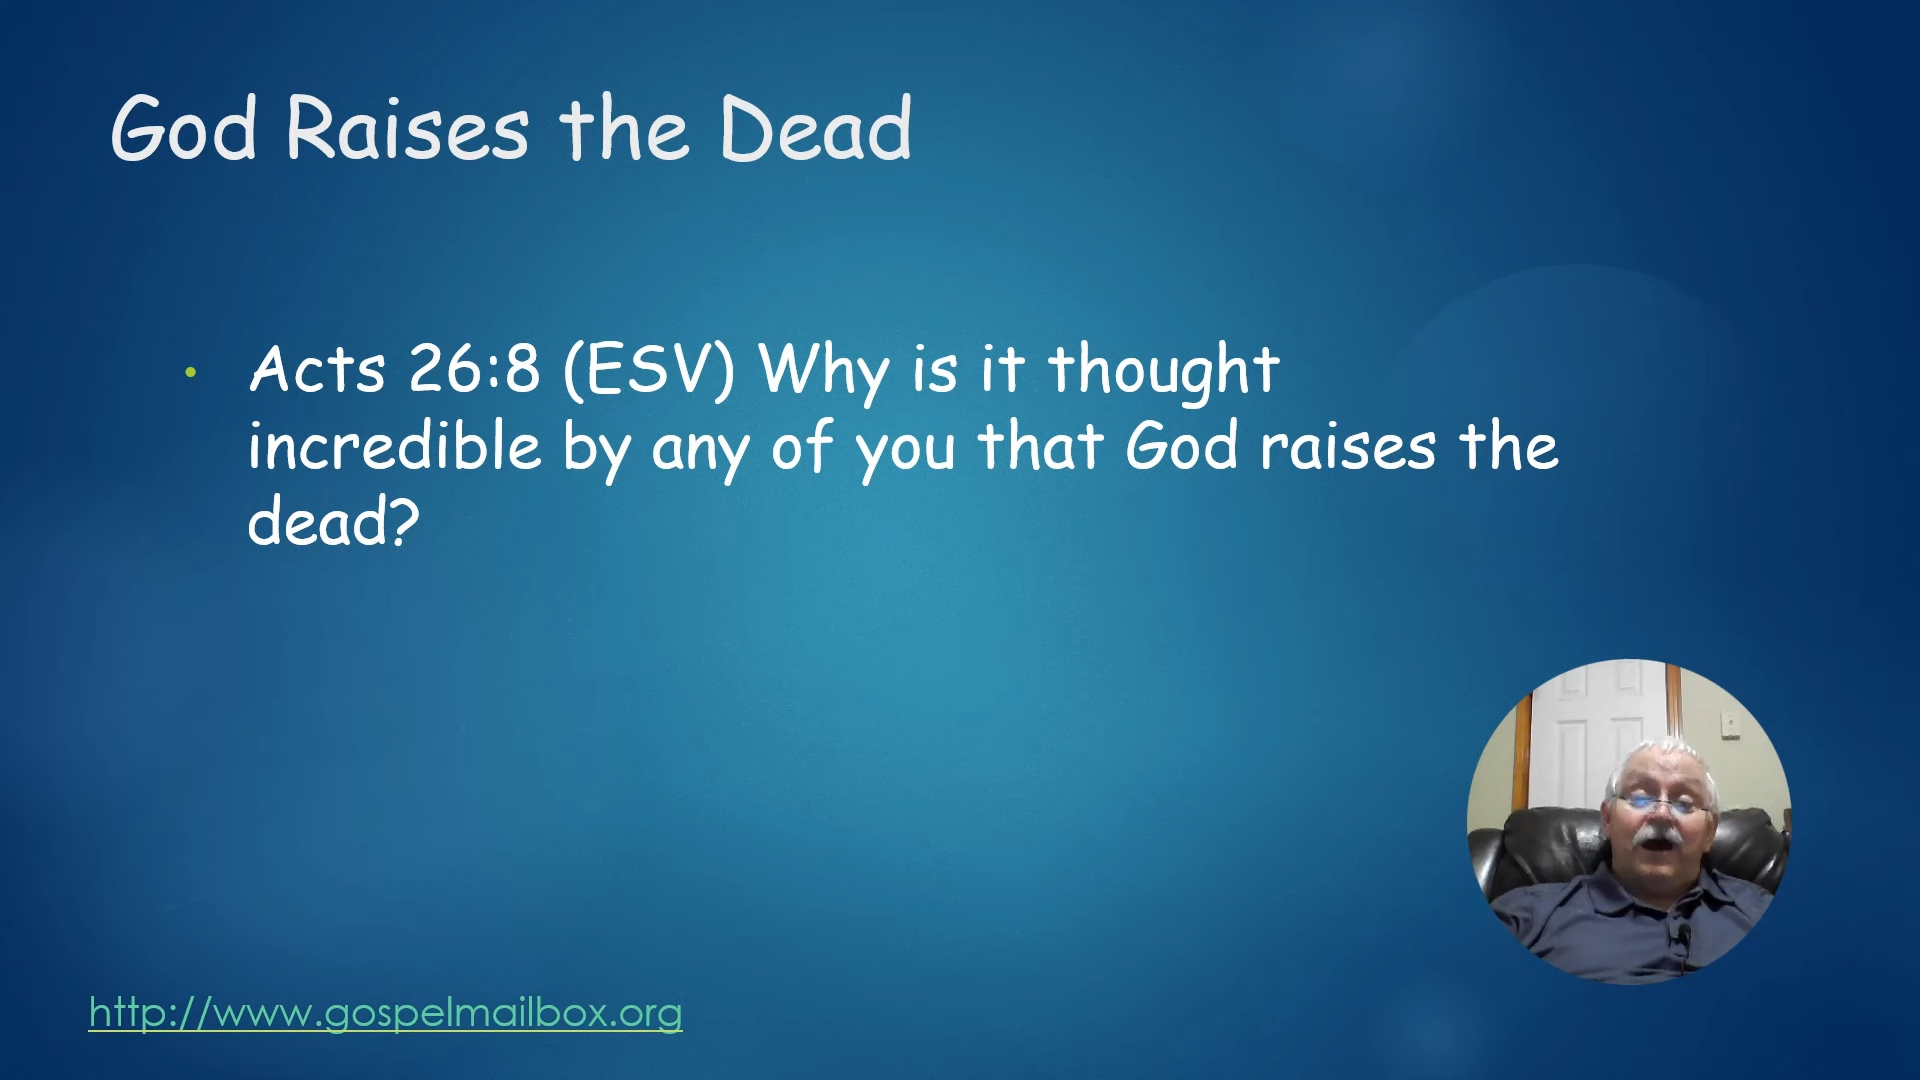 God Raises the Dead
• Acts 26:8 (ESV) Why is it thought
incredible by any of you that God raises the
dead?
http://www.gospelmailbox.org